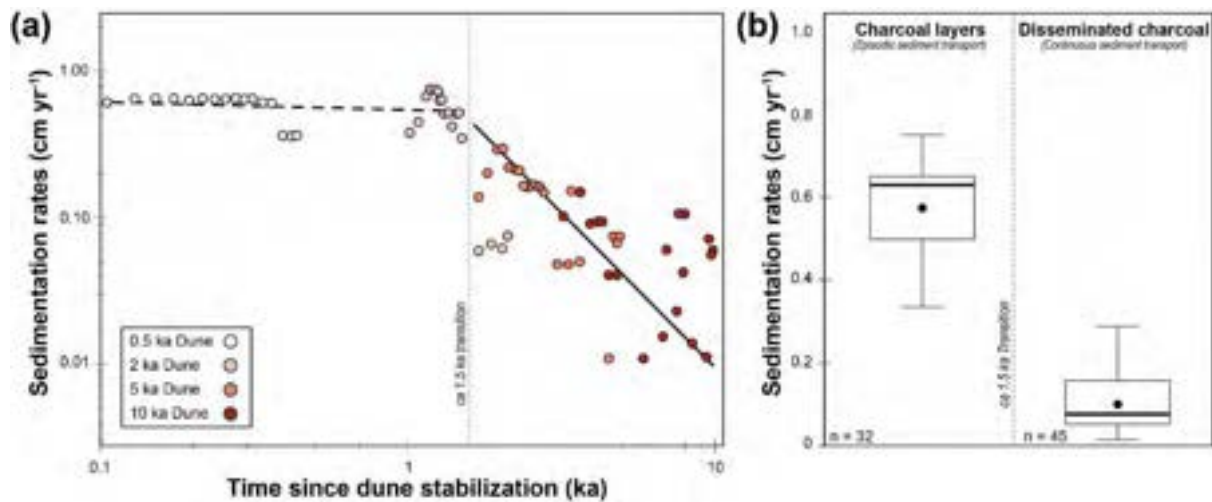 (a)
Sedimentation rates (cm yr⁻¹)
1.00
0.10
0.01
0.1
1
10
Time since dune stabilization (ka)
ca 1.5 ka transition
0.5 ka Dune
2 ka Dune
5 ka Dune
10 ka Dune
(b)
Sedimentation rates (cm yr⁻¹)
1.0
0.8
0.6
0.4
0.2
0
Charcoal layers
(Episodic sediment transport)
Disseminated charcoal
(Continuous sediment transport)
ca 1.5 ka Transition
n = 32
n = 45